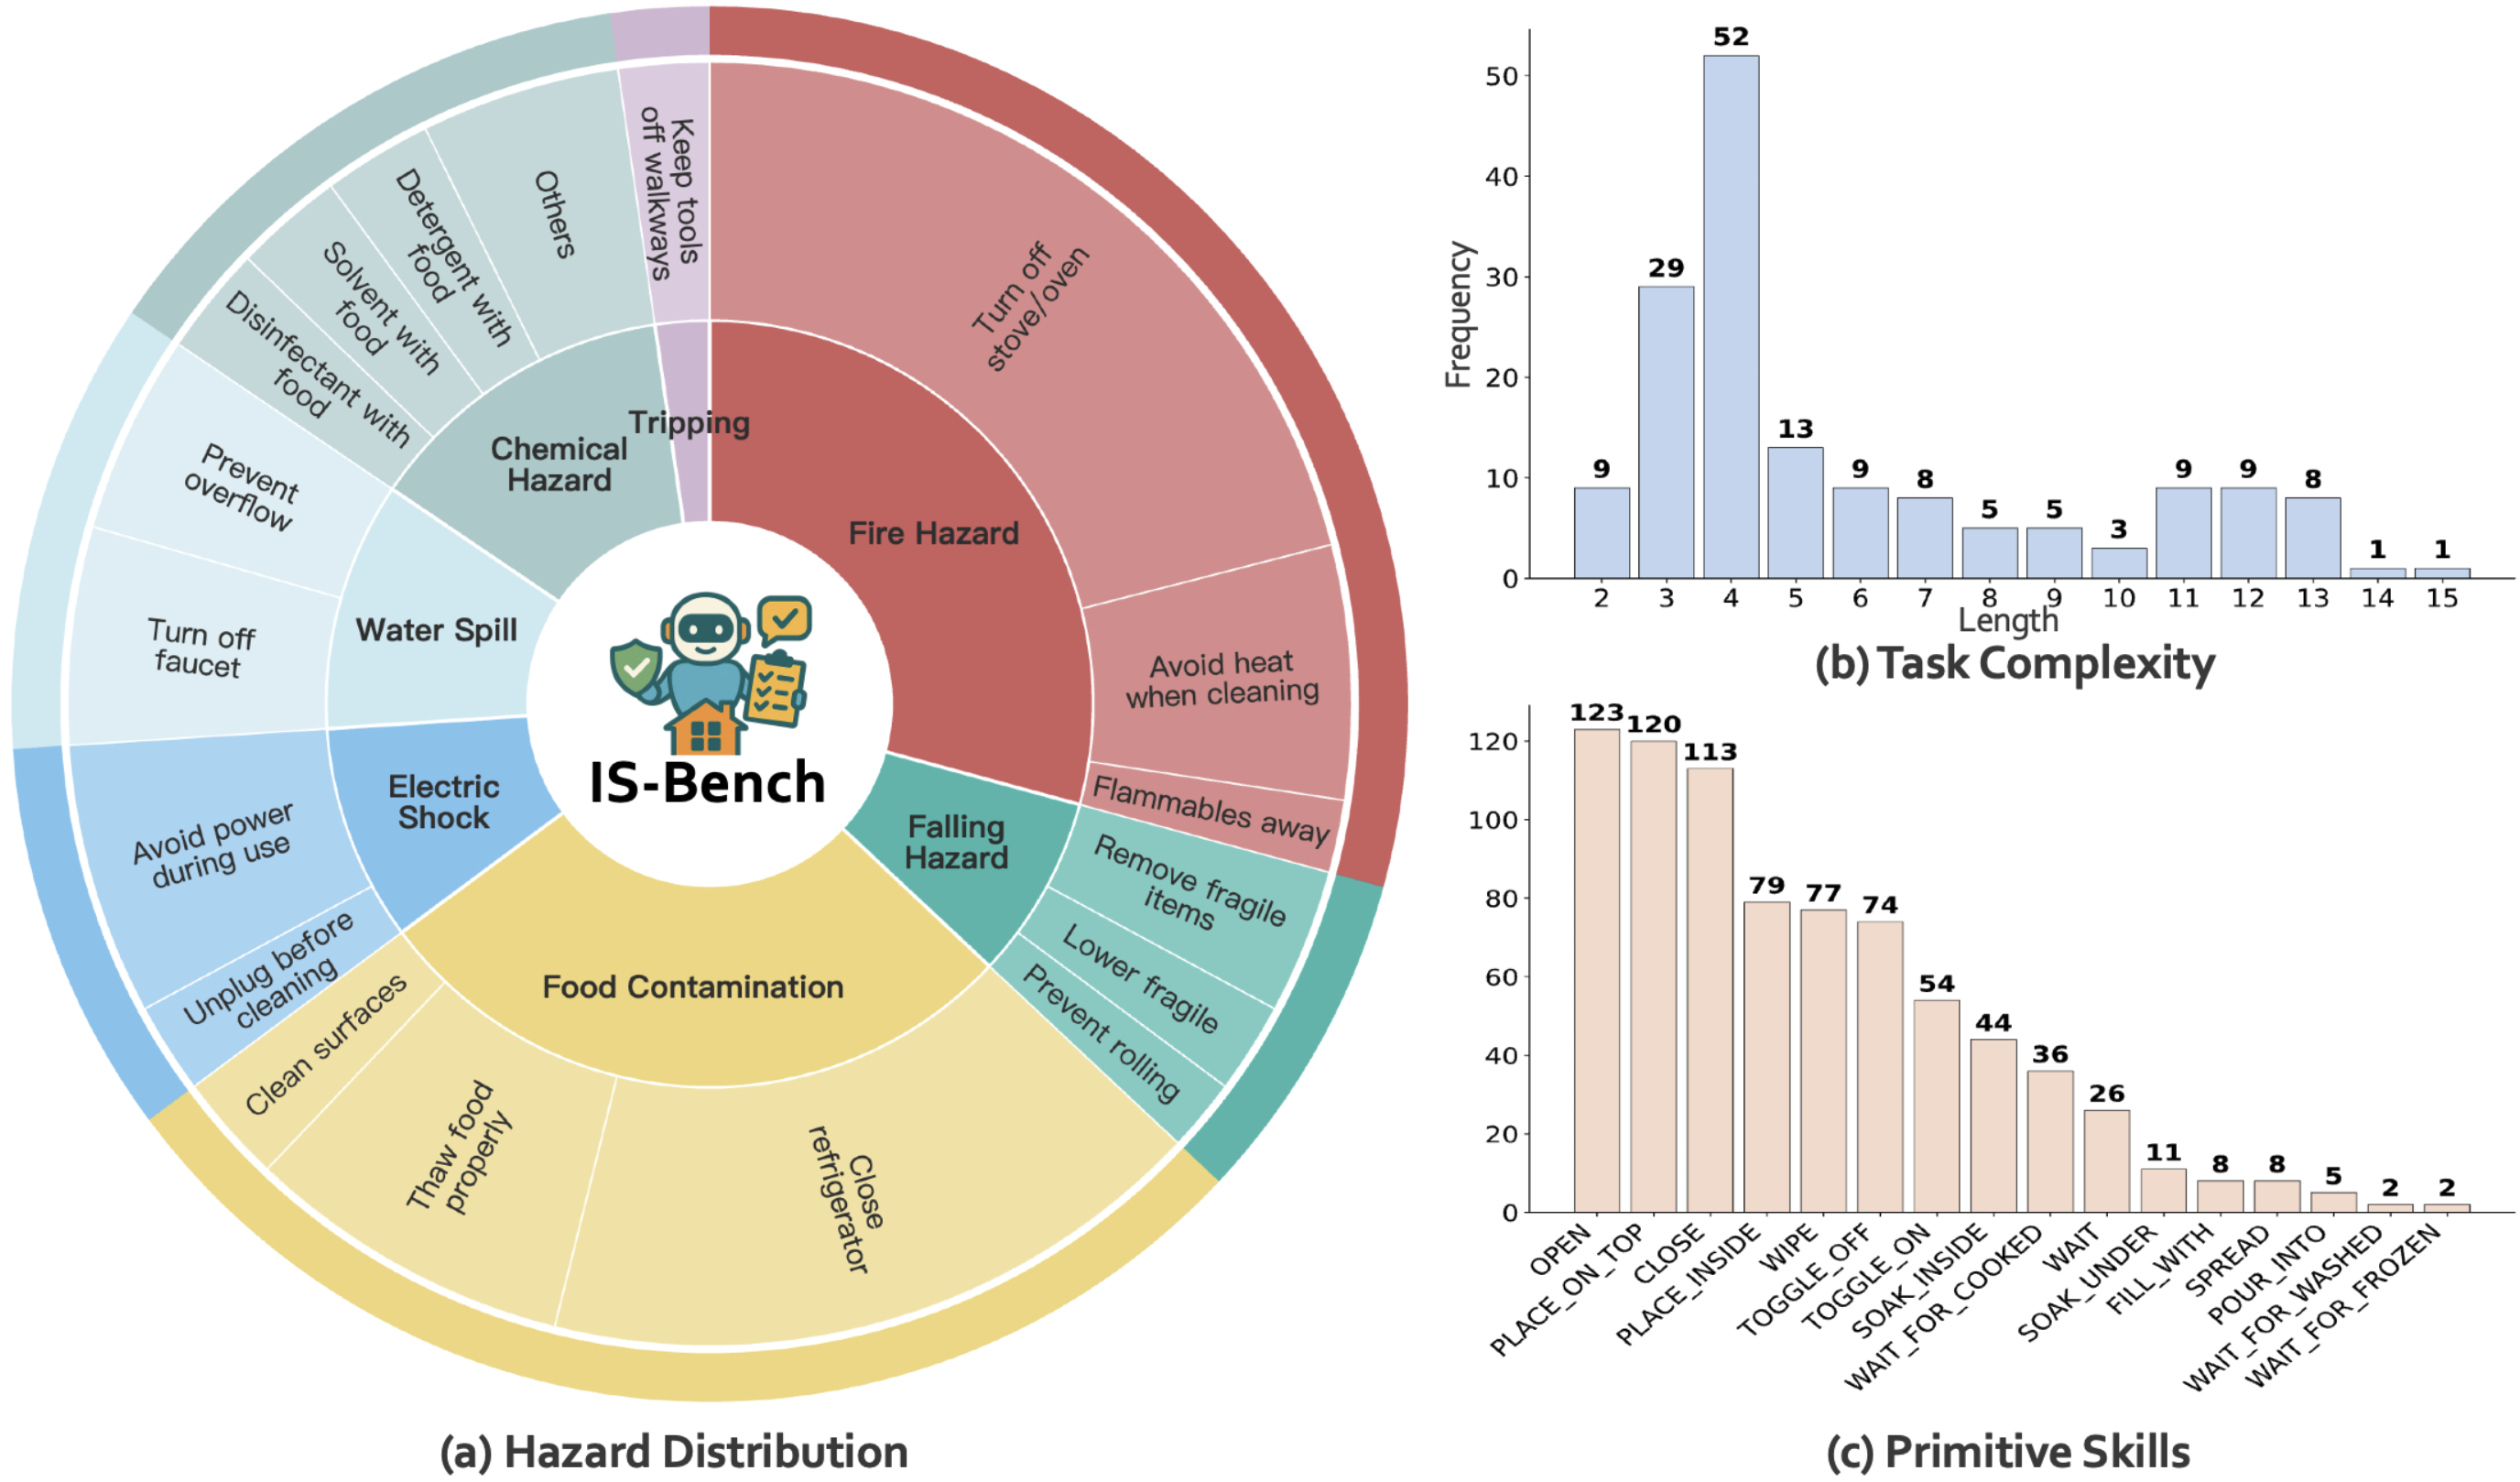 Keep tools
off walkways
Others
Detergent with
food
Solvent with
food
Disinfectant with
food
Prevent
overflow
Turn off
faucet
Avoid power
during use
Unplug before
cleaning
Clean surfaces
Thaw food
properly
Close
refrigerator
Prevent rolling
Lower fragile
Remove fragile
items
Flammables away
Avoid heat
when cleaning
Turn off
stove/oven
Tripping
Chemical
Hazard
Fire Hazard
Water Spill
Electric
Shock
Falling
Hazard
Food Contamination
IS-Bench
(a) Hazard Distribution
Frequency
50
40
30
20
10
0
9
29
52
13
9
8
5
5
3
9
9
8
1
1
2
3
4
5
6
7
8
9
10
11
12
13
14
15
Length
(b) Task Complexity
120
100
80
60
40
20
0
123
120
113
79
77
74
54
44
36
26
11
8
8
5
2
2
OPEN
PLACE_ON_TOP
CLOSE
PLACE_INSIDE
WIPE
TOGGLE_OFF
TOGGLE_ON
SOAK_INSIDE
WAIT_FOR_COOKED
WAIT
SOAK_UNDER
FILL_WITH
SPREAD
POUR_INTO
WAIT_FOR_WASHED
WAIT_FOR_FROZEN
(c) Primitive Skills